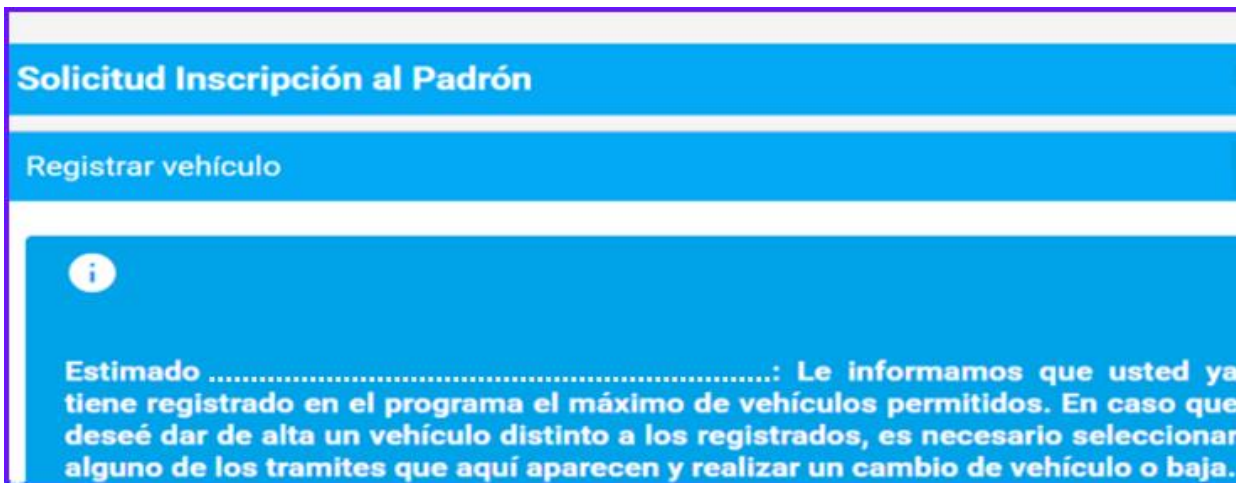 Solicitud Inscripción al Padrón
Registrar vehículo
i
Estimado ....................................................................: Le informamos que usted ya
tiene registrado en el programa el máximo de vehículos permitidos. En caso que
deseé dar de alta un vehículo distinto a los registrados, es necesario seleccionar
alguno de los tramites que aquí aparecen y realizar un cambio de vehículo o baja.